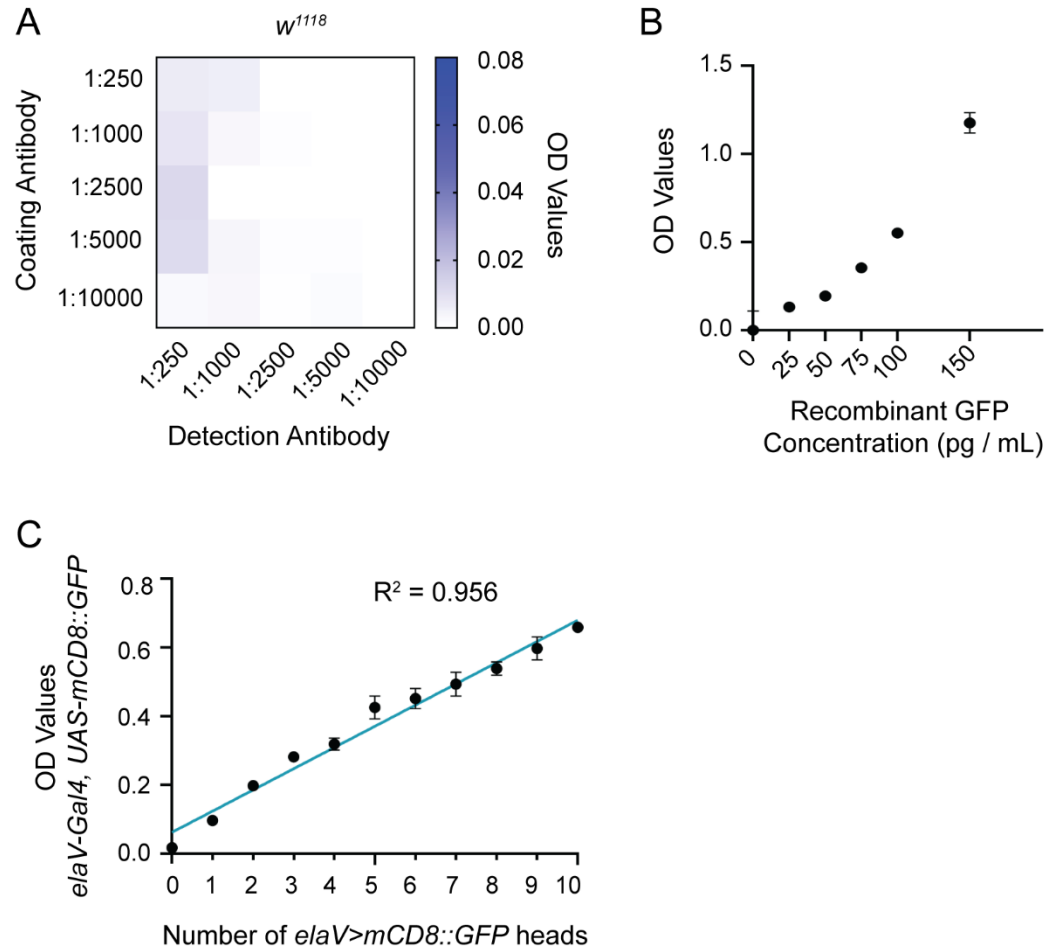 A
w1118
Coating Antibody
1:250
1:1000
1:2500
1:5000
1:10000
1:250
1:1000
1:2500
1:5000
1:10000
Detection Antibody
0.08
0.06
0.04
0.02
0.00
OD Values
B
OD Values
1.5
1.0
0.5
0.0
0
25
50
75
100
150
Recombinant GFP
Concentration (pg / mL)
C
OD Values
elaV-Gal4, UAS-mCD8::GFP
0.8
0.6
0.4
0.2
0.0
R² = 0.956
0 1 2 3 4 5 6 7 8 9 10
Number of elaV>mCD8::GFP heads